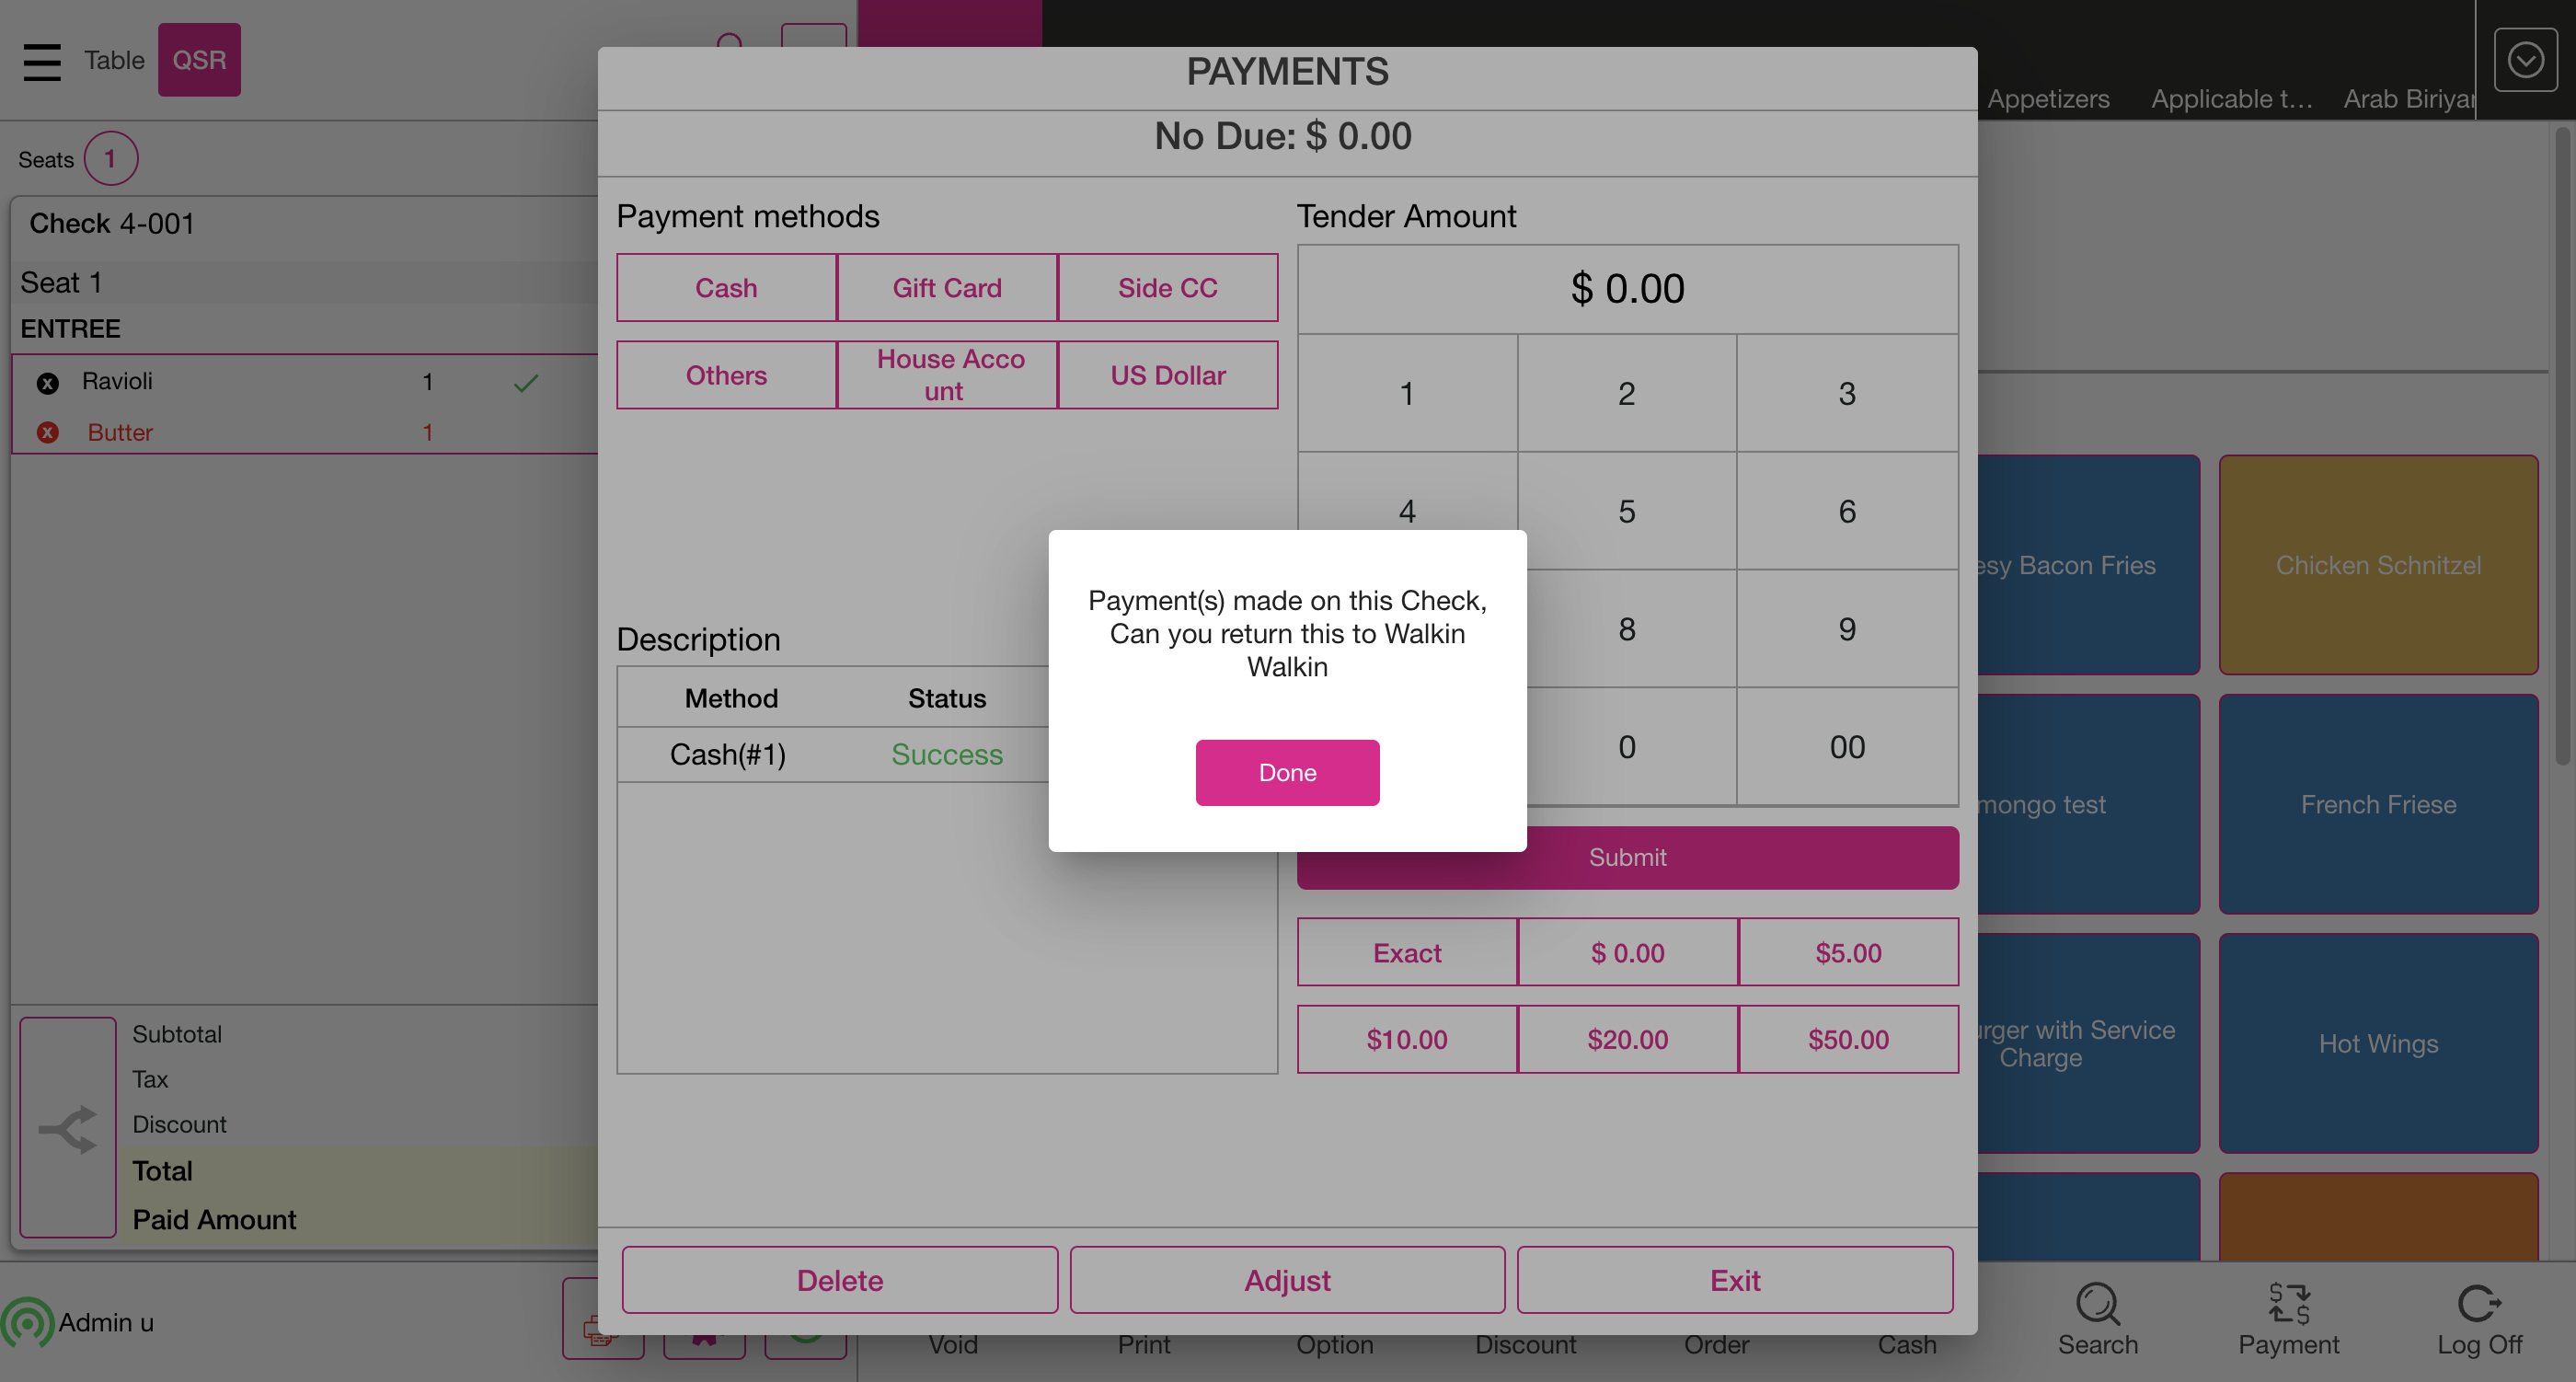 Table
QSR
Seats
1
Check 4-001
Seat 1
ENTREE
x Ravioli 1
x Butter 1
Subtotal
Tax
Discount
Total
Paid Amount
Admin u
PAYMENTS
No Due: $ 0.00
Payment methods
Cash
Gift Card
Side CC
Others
House Acco
unt
US Dollar
Description
Method Status
Cash(#1) Success
Tender Amount
$ 0.00
1 2 3
4 5 6
8 9
0 00
Submit
Exact $ 0.00 $5.00
$10.00 $20.00 $50.00
Payment(s) made on this Check,
Can you return this to Walkin
Walkin
Done
Delete
Adjust
Exit
Appetizers Applicable t...
Arab Biriyar
esy Bacon Fries
Chicken Schnitzel
mongo test
French Friese
urger with Service
Charge
Hot Wings
Void
Print
Option
Discount
Order
Cash
Search
Payment
Log Off